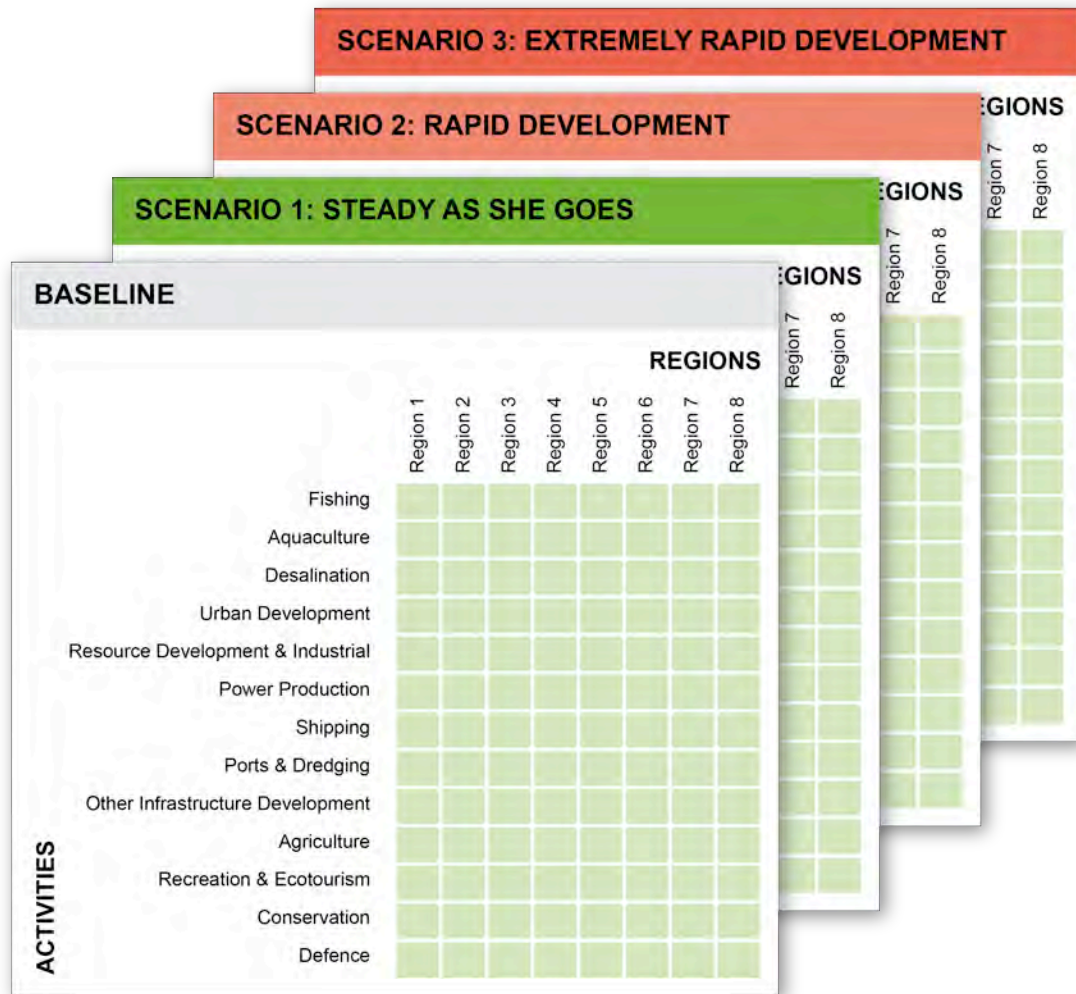 SCENARIO 3: EXTREMELY RAPID DEVELOPMENT
EGIONS
Region 7
Region 8
SCENARIO 2: RAPID DEVELOPMENT
EGIONS
Region 7
Region 8
SCENARIO 1: STEADY AS SHE GOES
EGIONS
Region 7
Region 8
BASELINE
REGIONS
Region 1
Region 2
Region 3
Region 4
Region 5
Region 6
Region 7
Region 8
Fishing
Aquaculture
Desalination
Urban Development
Resource Development & Industrial
Power Production
Shipping
Ports & Dredging
Other Infrastructure Development
Agriculture
Recreation & Ecotourism
Conservation
Defence
ACTIVITIES